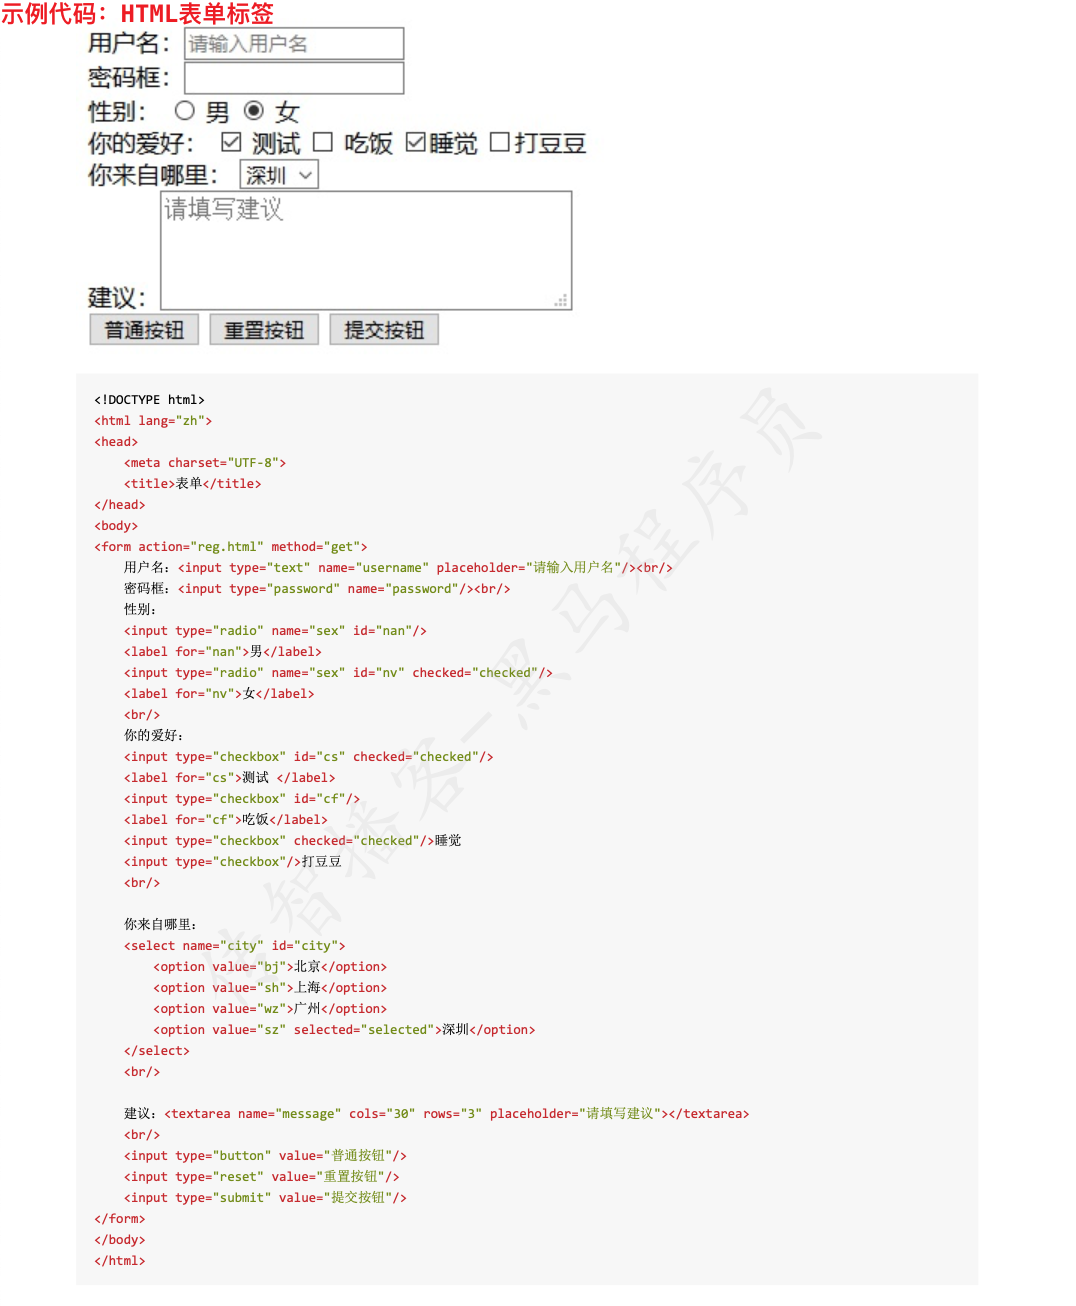 示例代码：HTML表单标签
用户名： 请输入用户名
密码框：
性别： 男 女
你的爱好： 测试 吃饭 睡觉 打豆豆
你来自哪里： 深圳
请填写建议
建议：
普通按钮 重置按钮 提交按钮
<!DOCTYPE html>
<html lang="zh">
<head>
    <meta charset="UTF-8">
    <title>表单</title>
</head>
<body>
<form action="reg.html" method="get">
    用户名：<input type="text" name="username" placeholder="请输入用户名"/><br/>
    密码框：<input type="password" name="password"/><br/>
    性别：
    <input type="radio" name="sex" id="nan"/>
    <label for="nan">男</label>
    <input type="radio" name="sex" id="nv" checked="checked"/>
    <label for="nv">女</label>
    <br/>
    你的爱好：
    <input type="checkbox" id="cs" checked="checked"/>
    <label for="cs">测试 </label>
    <input type="checkbox" id="cf"/>
    <label for="cf">吃饭</label>
    <input type="checkbox" checked="checked"/>睡觉
    <input type="checkbox"/>打豆豆
    <br/>
    你来自哪里：
    <select name="city" id="city">
        <option value="bj">北京</option>
        <option value="sh">上海</option>
        <option value="wz">广州</option>
        <option value="sz" selected="selected">深圳</option>
    </select>
    <br/>
    建议：<textarea name="message" cols="30" rows="3" placeholder="请填写建议"></textarea>
    <br/>
    <input type="button" value="普通按钮"/>
    <input type="reset" value="重置按钮"/>
    <input type="submit" value="提交按钮"/>
</form>
</body>
</html>
传智播客-黑马程序员